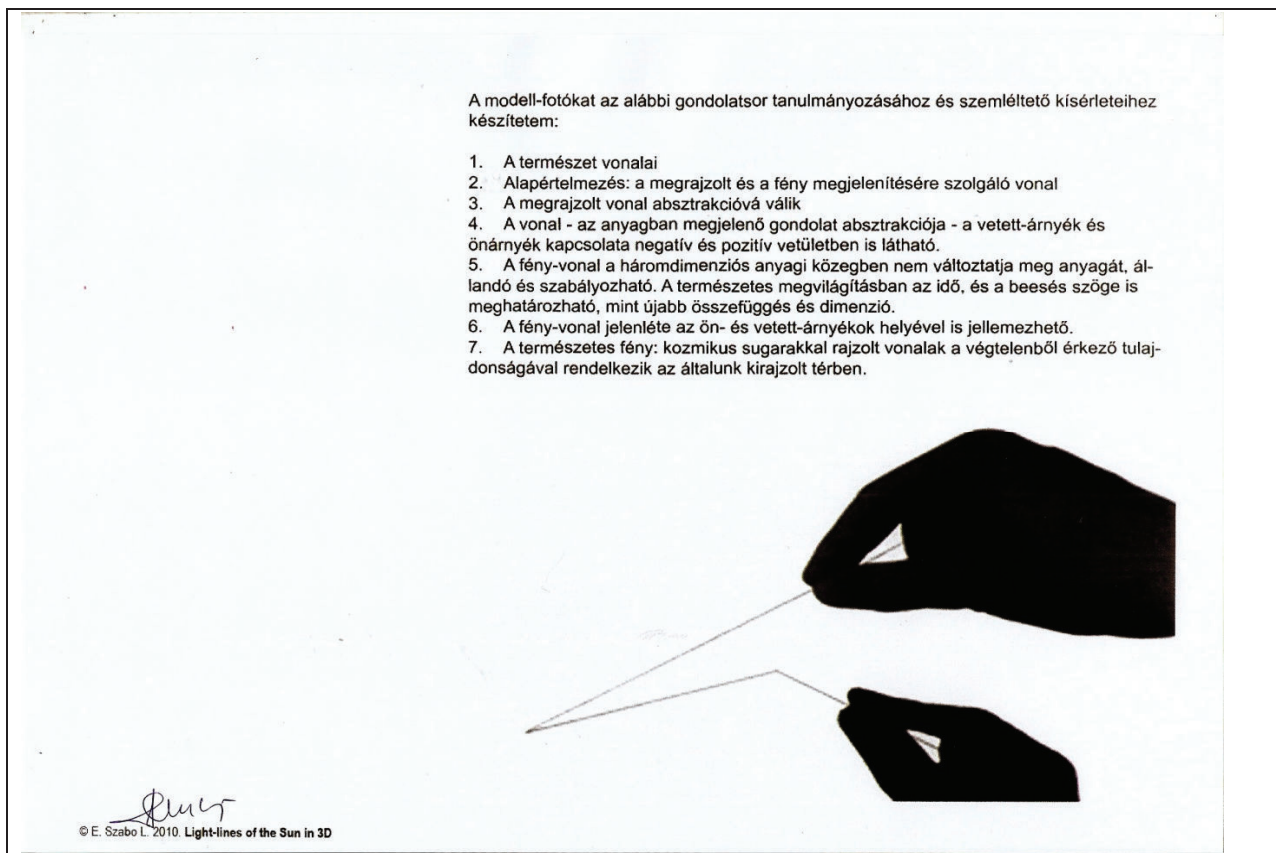 A modell-fotókat az alábbi gondolatsor tanulmányozásához és szemléltető kísérleteihez
készítetem:
1. A természet vonalai
2. Alapértelmezés: a megrajzolt és a fény megjelenítésére szolgáló vonal
3. A megrajzolt vonal absztrakcióvá válik
4. A vonal - az anyagban megjelenő gondolat absztrakciója - a vetett-árnyék és
önárnyék kapcsolata negatív és pozitív vetületben is látható.
5. A fény-vonal a háromdimenziós anyagi közegben nem változtatja meg anyagát, ál-
landó és szabályozható. A természetes megvilágításban az idő, és a beesés szöge is
meghatározható, mint újabb összefüggés és dimenzió.
6. A fény-vonal jelenléte az ön- és vetett-árnyékok helyével is jellemezhető.
7. A természetes fény: kozmikus sugarakkal rajzolt vonalak a végtelenből érkező tulaj-
donságával rendelkezik az általunk kirajzolt térben.
© E. Szabo L. 2010. Light-lines of the Sun in 3D